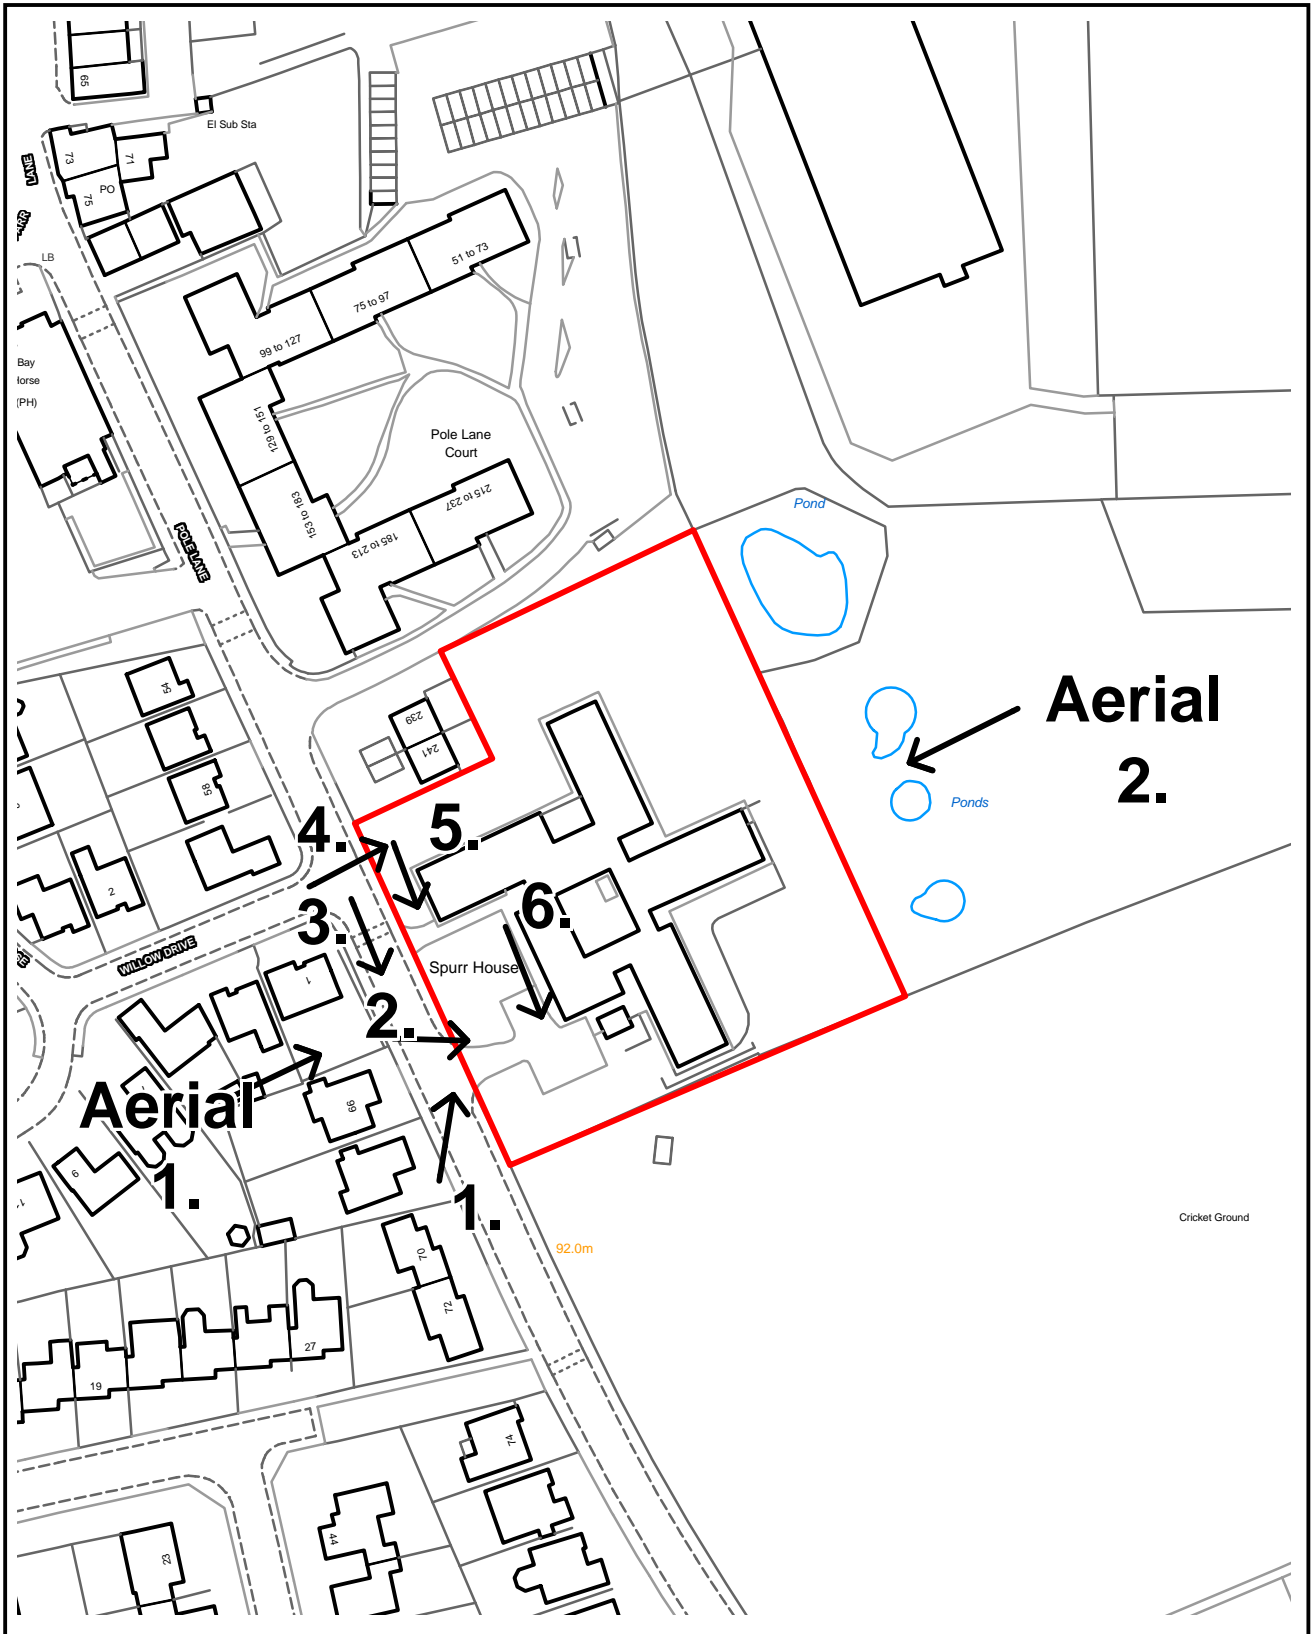 65
El Sub Sta
LANE
73
71
75
PO
ARR
LB
51 to 73
75 to 97
99 to 127
Bay
Horse
(PH)
129 to 151
Pole Lane
Court
153 to 183
215 to 237
185 to 213
POLE LANE
Pond
54
239
241
58
Aerial
2.
Ponds
4.
5.
2
6.
3.
WILLOW DRIVE
Spurr House
1
2.
Aerial
1.
66
9
1.
Cricket Ground
92.0m
70
72
27
19
74
44
23